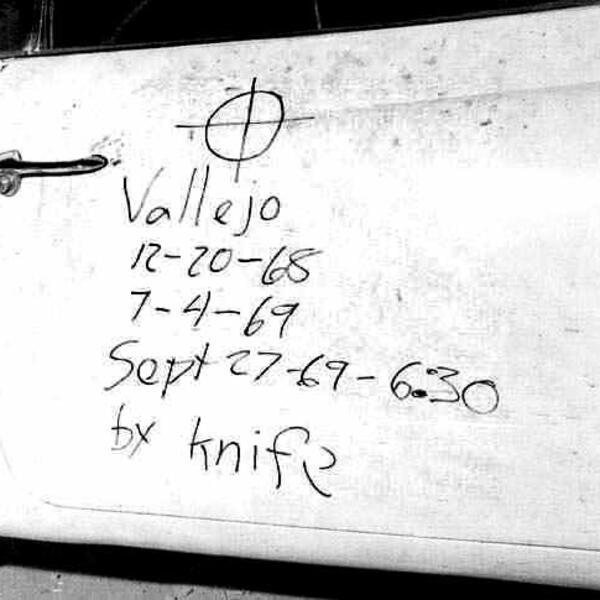 Vallejo
12-20-68
7-4-69
Sept 27-69-6:30
by knife